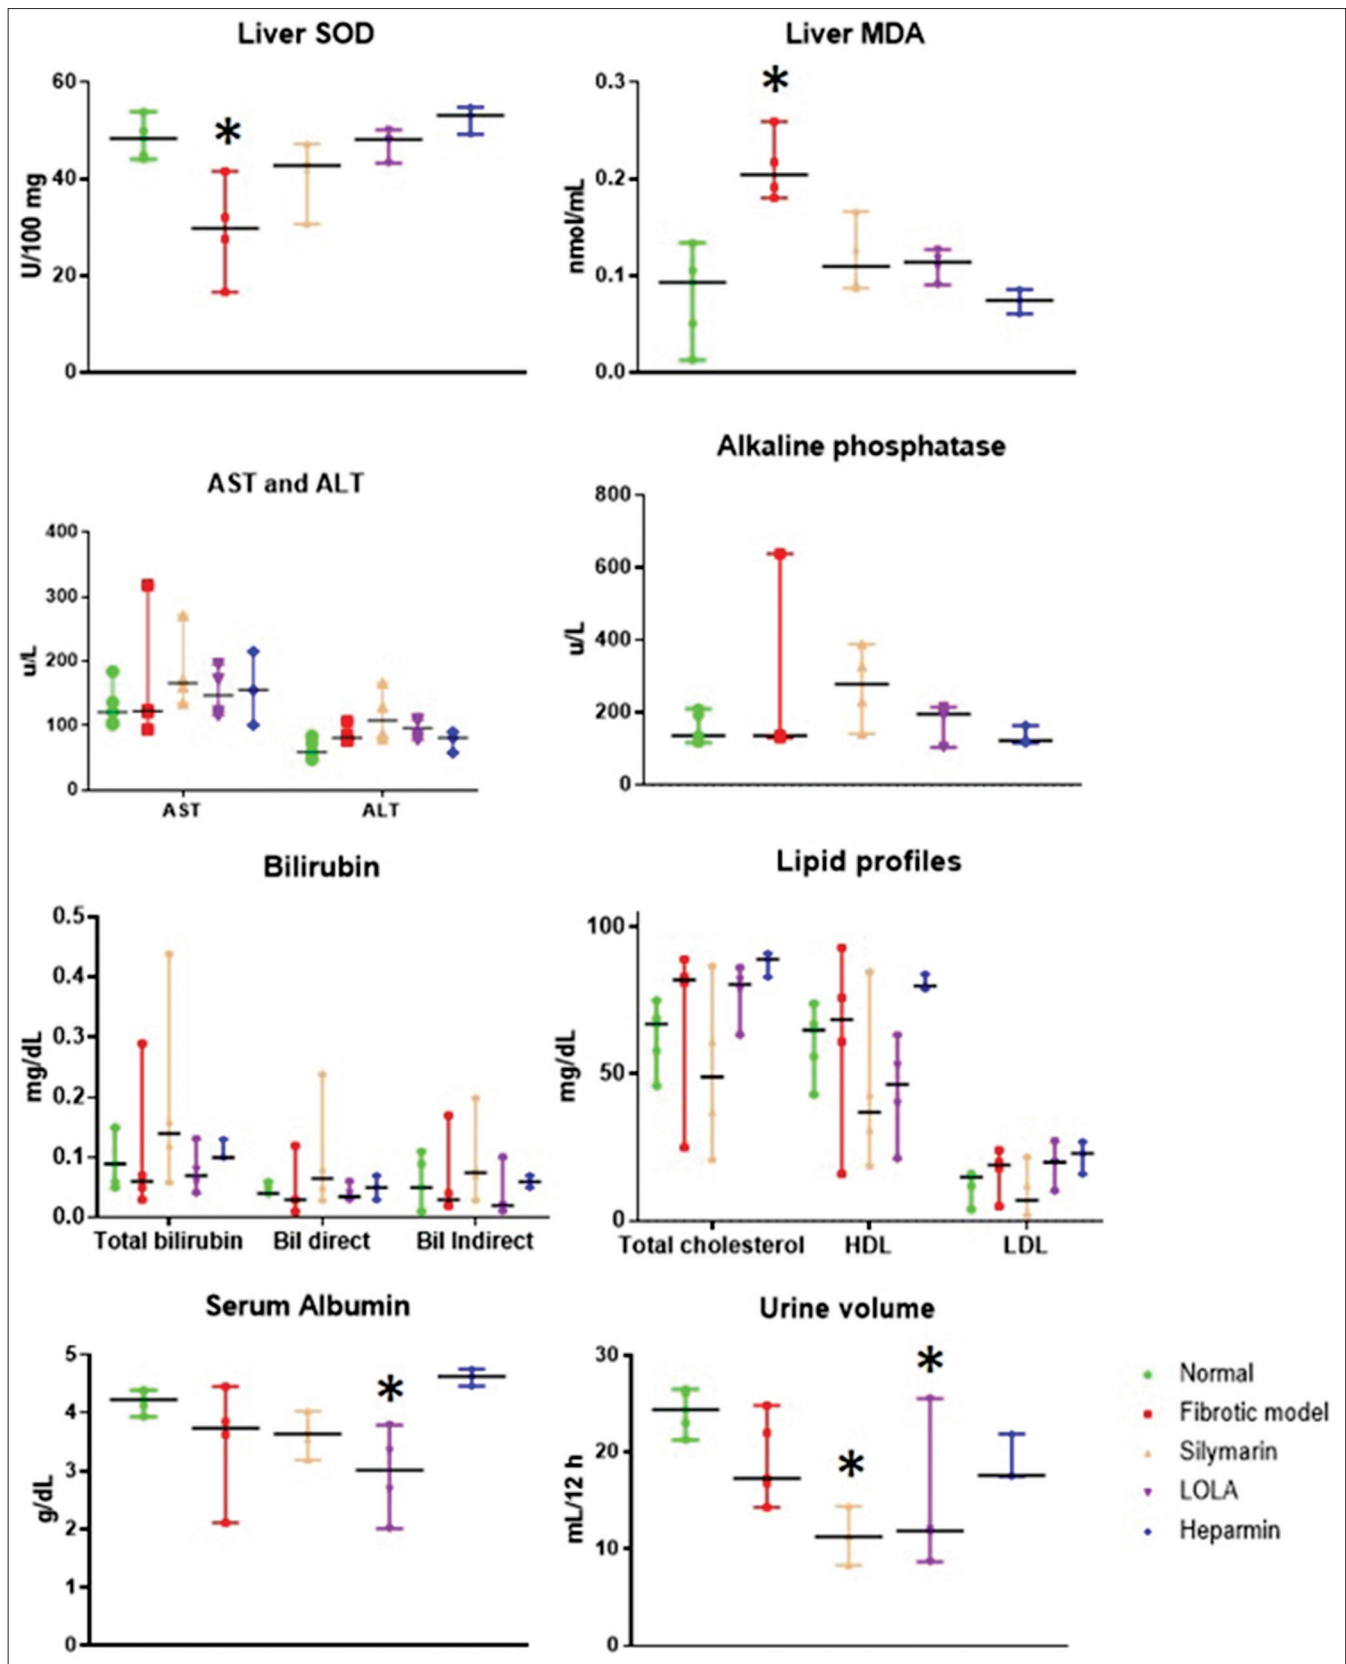 Liver SOD
60
40
20
0
U/100 mg
*
Liver MDA
0.3
0.2
0.1
0.0
nmol/mL
*
AST and ALT
400
300
200
100
0
u/L
AST ALT
Alkaline phosphatase
800
600
400
200
0
u/L
Bilirubin
0.5
0.4
0.3
0.2
0.1
0.0
mg/dL
Total bilirubin Bil direct Bil Indirect
Lipid profiles
100
50
0
mg/dL
Total cholesterol HDL LDL
Serum Albumin
5
4
3
2
1
0
g/dL
*
Urine volume
30
20
10
0
mL/12 h
*
*
Normal
Fibrotic model
Silymarin
LOLA
Heparmin